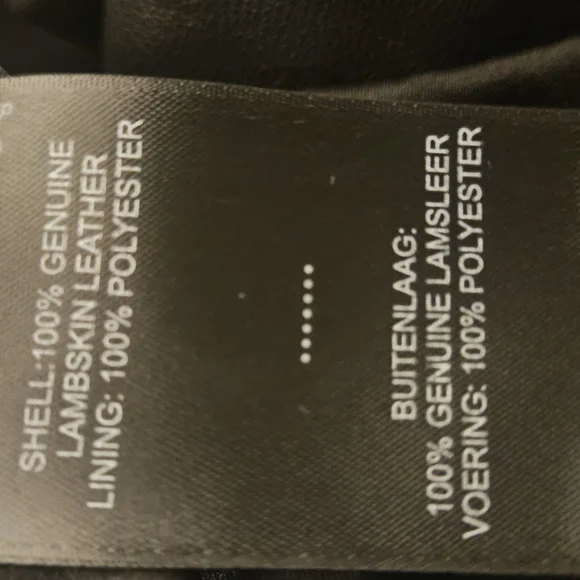 SHELL:100% GENUINE
LAMBSKIN LEATHER
LINING: 100% POLYESTER
.......
BUITENLAAG:
100% GENUINE LAMSLEER
VOERING: 100% POLYESTER